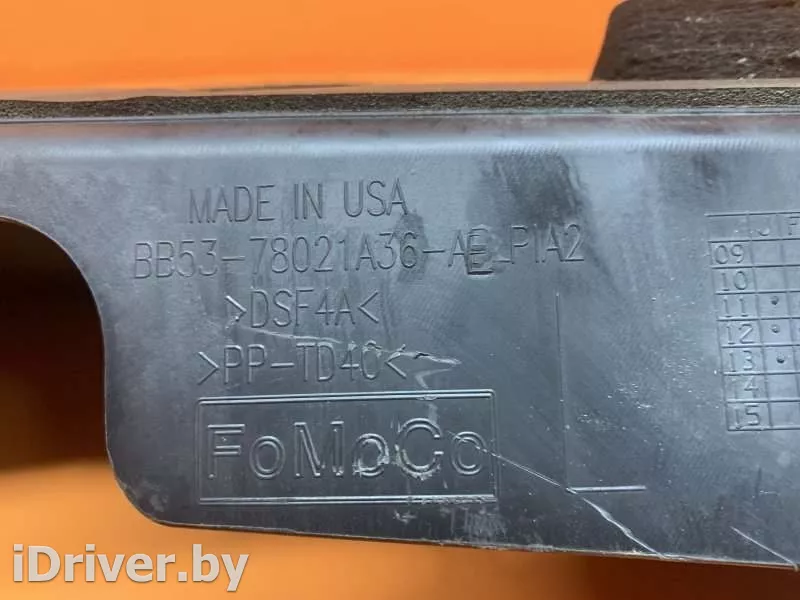 MADE IN USA
BB53-78021A36-AE PIA2
>DSF4A<
>PP-TD40<
FoMoCo
J F
09
10
11
12
13
14
15
iDriver.by